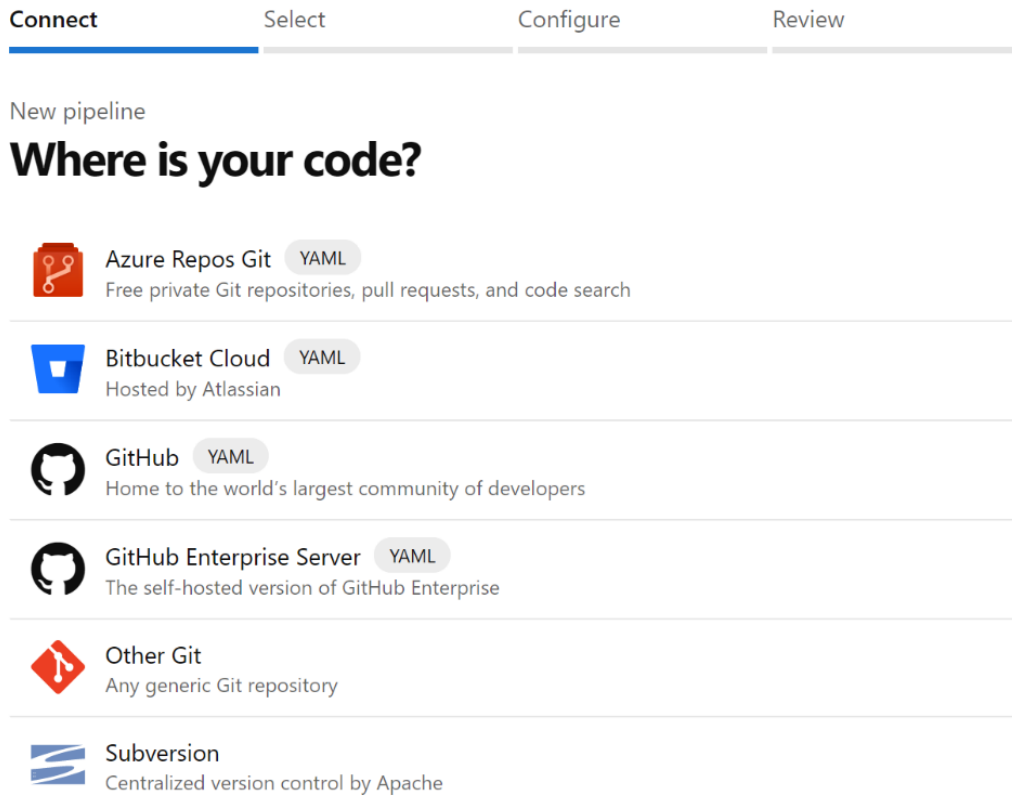 Connect Select Configure Review
New pipeline
Where is your code?
Azure Repos Git YAML
Free private Git repositories, pull requests, and code search
Bitbucket Cloud YAML
Hosted by Atlassian
GitHub YAML
Home to the world's largest community of developers
GitHub Enterprise Server YAML
The self-hosted version of GitHub Enterprise
Other Git
Any generic Git repository
Subversion
Centralized version control by Apache